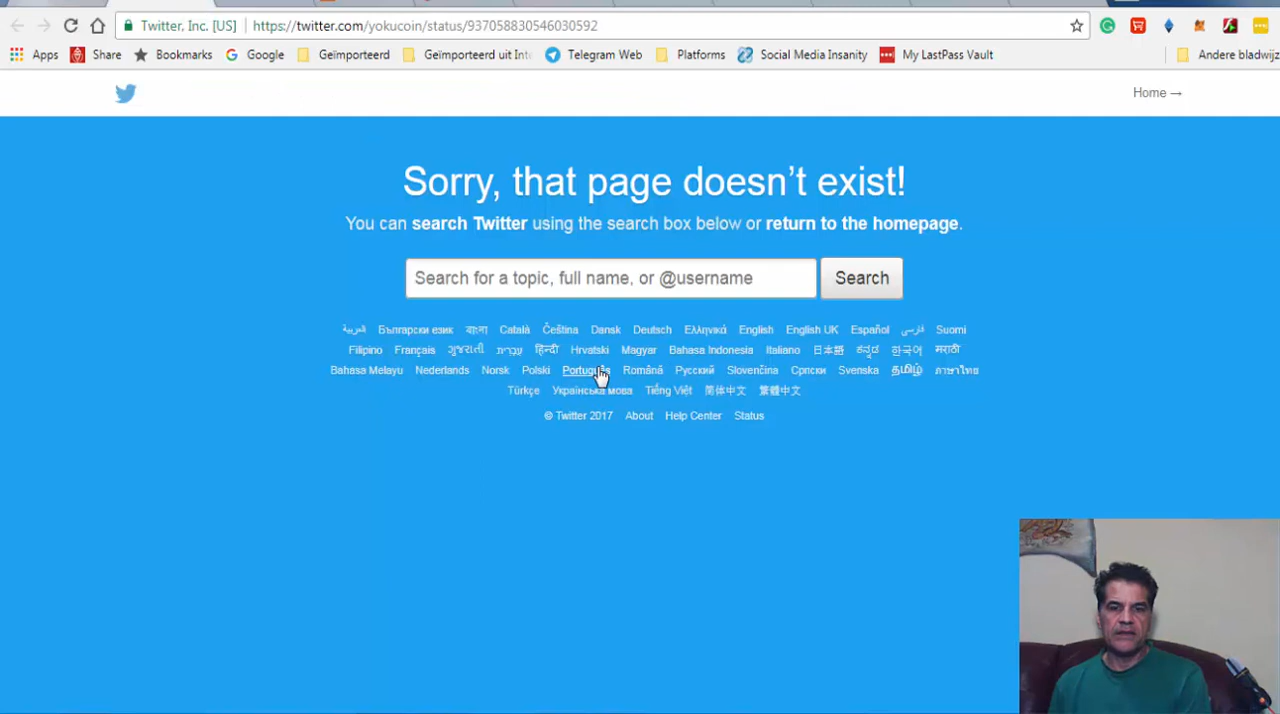 Twitter, Inc. [US] https://twitter.com/yokucoin/status/937058830546030592
Apps Share Bookmarks Google Geïmporteerd Geïmporteerd uit Inte Telegram Web Platforms Social Media Insanity My LastPass Vault Andere bladwijz
Home →
Sorry, that page doesn’t exist!
You can search Twitter using the search box below or return to the homepage.
Search for a topic, full name, or @username Search
العربية Български език বাংলা Català Čeština Dansk Deutsch Ελληνικά English English UK Español فارسی Suomi
Filipino Français ગુજરાતી עִבְרִית हिन्दी Hrvatski Magyar Bahasa Indonesia Italiano 日本語 ಕನ್ನಡ 한국어 मराठी
Bahasa Melayu Nederlands Norsk Polski Português Română Русский Slovenčina Српски Svenska தமிழ் ภาษาไทย
Türkçe Українська мова Tiếng Việt 简体中文 繁體中文
© Twitter 2017 About Help Center Status